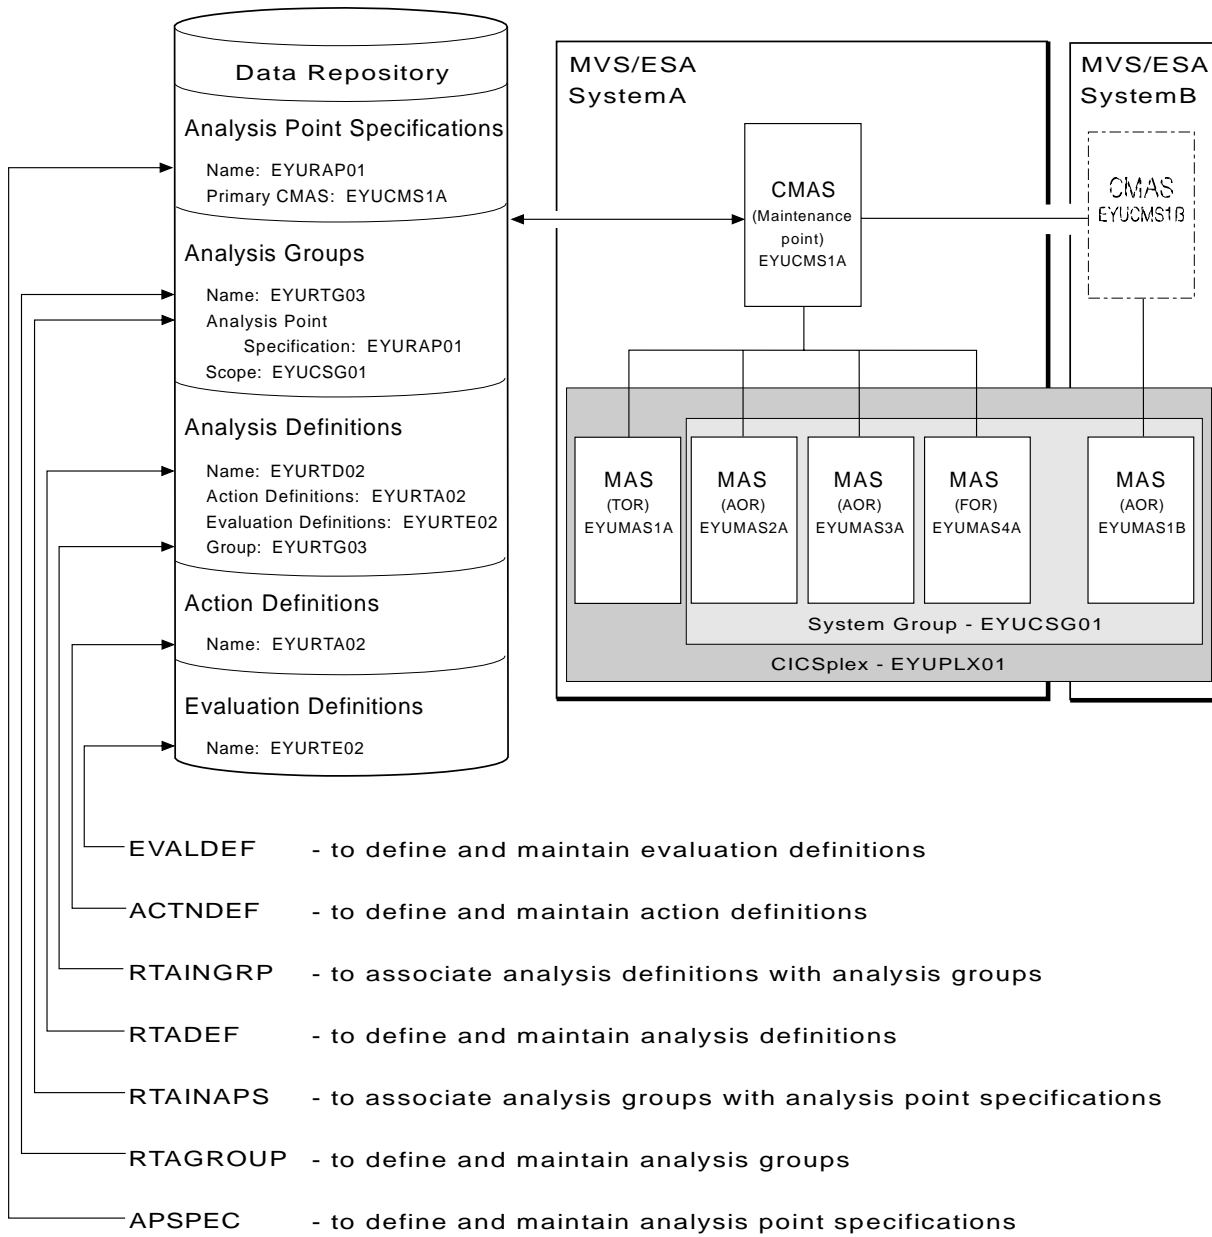 Data Repository
Analysis Point Specifications
Name: EYURAP01
Primary CMAS: EYUCMS1A
Analysis Groups
Name: EYURTG03
Analysis Point
Specification: EYURAP01
Scope: EYUCSG01
Analysis Definitions
Name: EYURTD02
Action Definitions: EYURTA02
Evaluation Definitions: EYURTE02
Group: EYURTG03
Action Definitions
Name: EYURTA02
Evaluation Definitions
Name: EYURTE02
MVS/ESA
SystemA
CMAS
(Maintenance
point)
EYUCMS1A
MVS/ESA
SystemB
CMAS
EYUCMS1B
MAS
(TOR)
EYUMAS1A
MAS
(AOR)
EYUMAS2A
MAS
(AOR)
EYUMAS3A
MAS
(FOR)
EYUMAS4A
MAS
(AOR)
EYUMAS1B
System Group - EYUCSG01
CICSplex - EYUPLX01
EVALDEF - to define and maintain evaluation definitions
ACTNDEF - to define and maintain action definitions
RTAINGRP - to associate analysis definitions with analysis groups
RTADEF - to define and maintain analysis definitions
RTAINAPS - to associate analysis groups with analysis point specifications
RTAGROUP - to define and maintain analysis groups
APSPEC - to define and maintain analysis point specifications